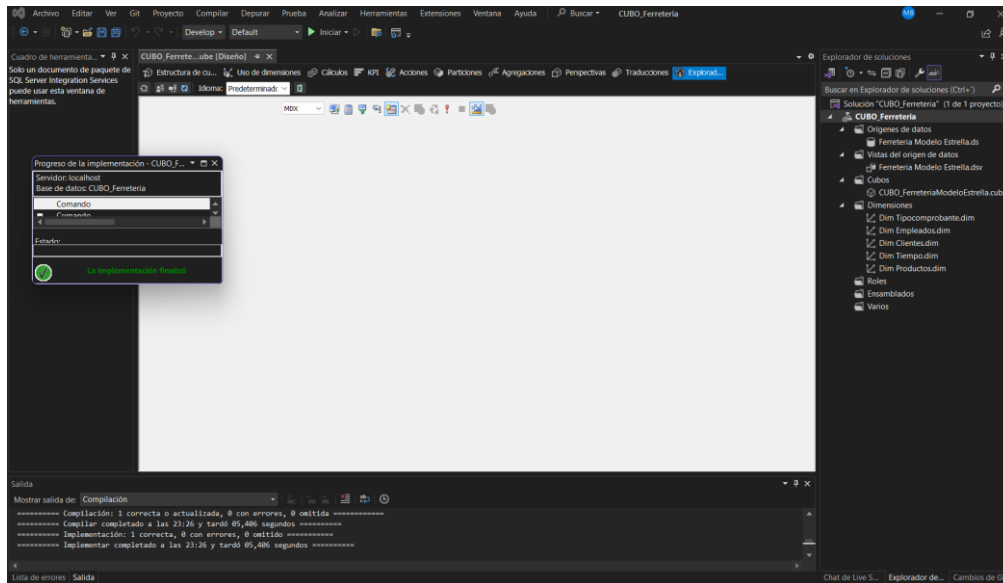 Archivo Editar Ver Git Proyecto Compilar Depurar Prueba Analizar Herramientas Extensiones Ventana Ayuda Buscar CUBO_Ferreteria MB
Develop Default Iniciar
Cuadro de herramienta...
Solo un documento de paquete de
SQL Server Integration Services
puede usar esta ventana de
herramientas.
CUBO_Ferrete...ube [Diseño]
Estructura de cu... Uso de dimensiones Cálculos KPI Acciones Particiones Agregaciones Perspectivas Traducciones Explorad...
Idioma: Predeterminado
MDX
Progreso de la implementación - CUBO_F...
Servidor: localhost
Base de datos: CUBO_Ferreteria
Comando
Comando
Estado:
La implementación finalizó
Explorador de soluciones
Buscar en Explorador de soluciones (Ctrl+')
Solución "CUBO_Ferreteria" (1 de 1 proyecto)
CUBO_Ferreteria
Orígenes de datos
Ferreteria Modelo Estrella.ds
Vistas del origen de datos
Ferreteria Modelo Estrella.dsv
Cubos
CUBO_FerreteriaModeloEstrella.cub
Dimensiones
Dim Tipocomprobante.dim
Dim Empleados.dim
Dim Clientes.dim
Dim Tiempo.dim
Dim Productos.dim
Roles
Ensamblados
Varios
Salida
Mostrar salida de: Compilación
========== Compilación: 1 correcta o actualizada, 0 con errores, 0 omitida ============
========== Compilar completado a las 23:26 y tardó 05,406 segundos ==========
========== Implementación: 1 correcta, 0 con errores, 0 omitido ===========
========== Implementar completado a las 23:26 y tardó 05,406 segundos ==========
Lista de errores Salida
Chat de Live S... Explorador de... Cambios de G